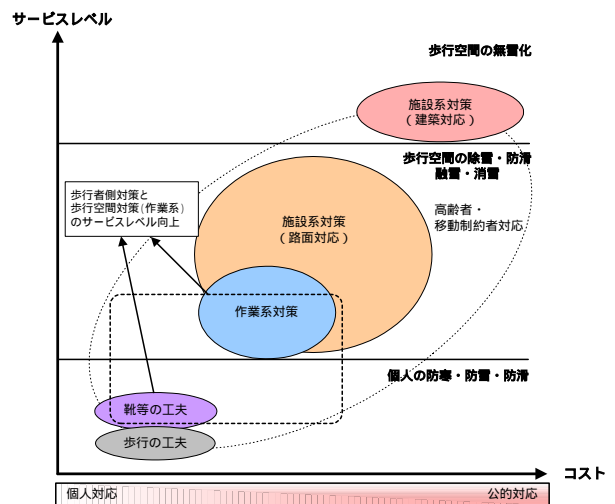 サービスレベル
歩行空間の無雪化
施設系対策
（建築対応）
歩行空間の除雪・防滑
融雪・消雪
歩行者側対策と
歩行空間対策(作業系)
のサービスレベル向上
高齢者・
移動制約者対応
施設系対策
（路面対応）
作業系対策
個人の防寒・防雪・防滑
靴等の工夫
歩行の工夫
コスト
個人対応
公的対応